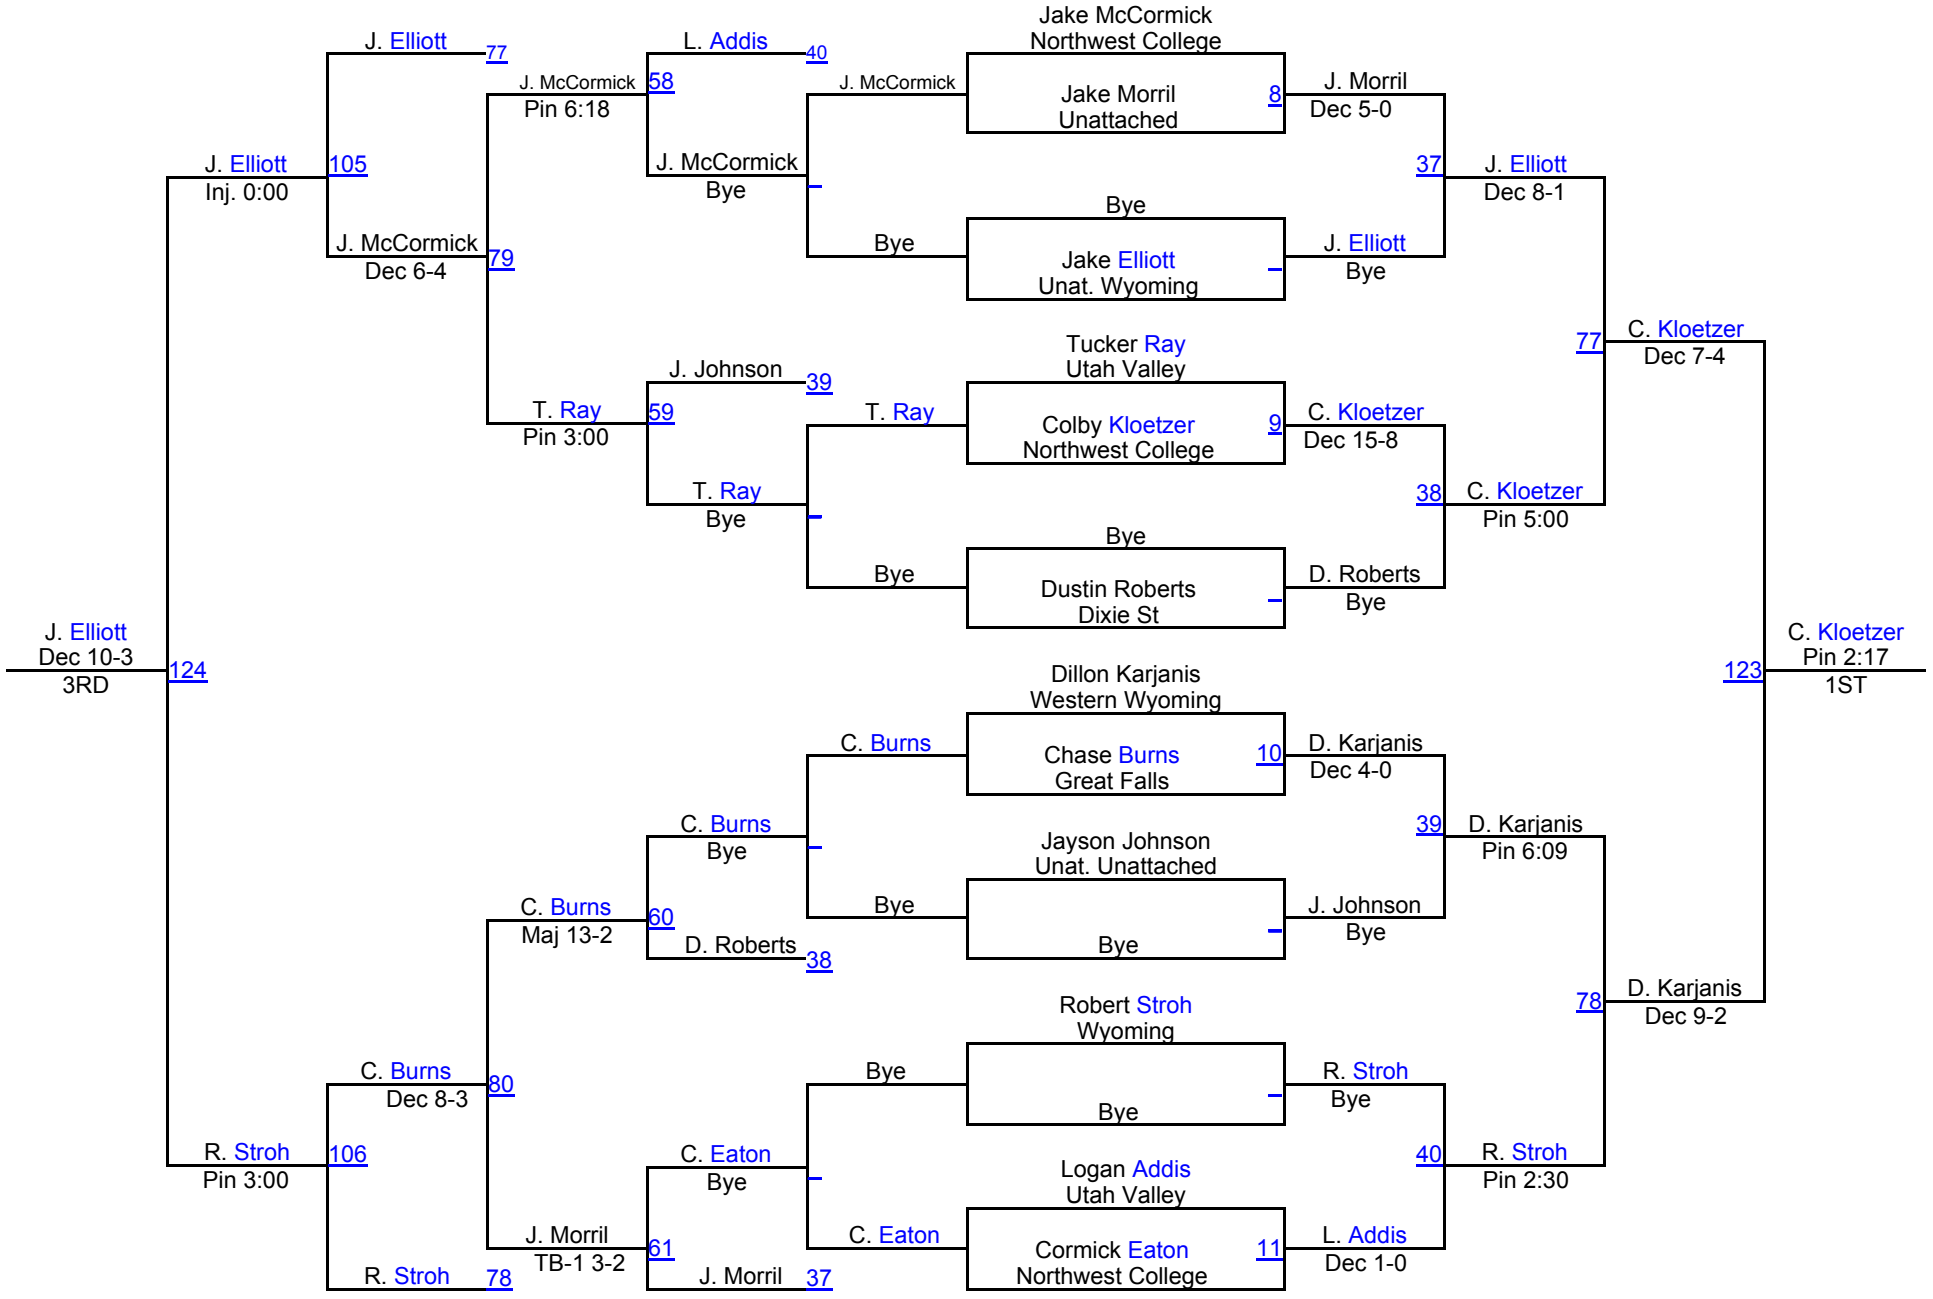 Jake McCormick
J. Elliott
L. Addis
Northwest College
77
40
J. McCormick
58
J. McCormick
J. Morril
Pin 6:18
Jake Morril
8
Dec 5-0
Unattached
J. Elliott
105
J. McCormick
37
J. Elliott
Inj. 0:00
Bye
Dec 8-1
Bye
J. McCormick
Bye
J. Elliott
Dec 6-4
79
Jake Elliott
Bye
Unat. Wyoming
Tucker Ray
77
C. Kloetzer
J. Johnson
39
Utah Valley
Dec 7-4
T. Ray
59
T. Ray
C. Kloetzer
Pin 3:00
Colby Kloetzer
9
Dec 15-8
Northwest College
T. Ray
38
C. Kloetzer
Bye
Pin 5:00
Bye
Bye
D. Roberts
Dustin Roberts
Bye
Dixie St
J. Elliott
C. Kloetzer
Dec 10-3
Pin 2:17
124
Dillon Karjanis
123
3RD
1ST
Western Wyoming
C. Burns
D. Karjanis
Chase Burns
10
Dec 4-0
Great Falls
C. Burns
39
D. Karjanis
Bye
Jayson Johnson
Pin 6:09
Unat. Unattached
C. Burns
60
Bye
J. Johnson
Maj 13-2
Bye
D. Roberts
38
Bye
Robert Stroh
78
D. Karjanis
Wyoming
Dec 9-2
C. Burns
80
Bye
R. Stroh
Dec 8-3
Bye
Bye
R. Stroh
106
C. Eaton
40
R. Stroh
Pin 3:00
Bye
Logan Addis
Pin 2:30
Utah Valley
J. Morril
61
C. Eaton
L. Addis
TB-1 3-2
Cormick Eaton
11
Dec 1-0
R. Stroh
78
J. Morril
37
Northwest College